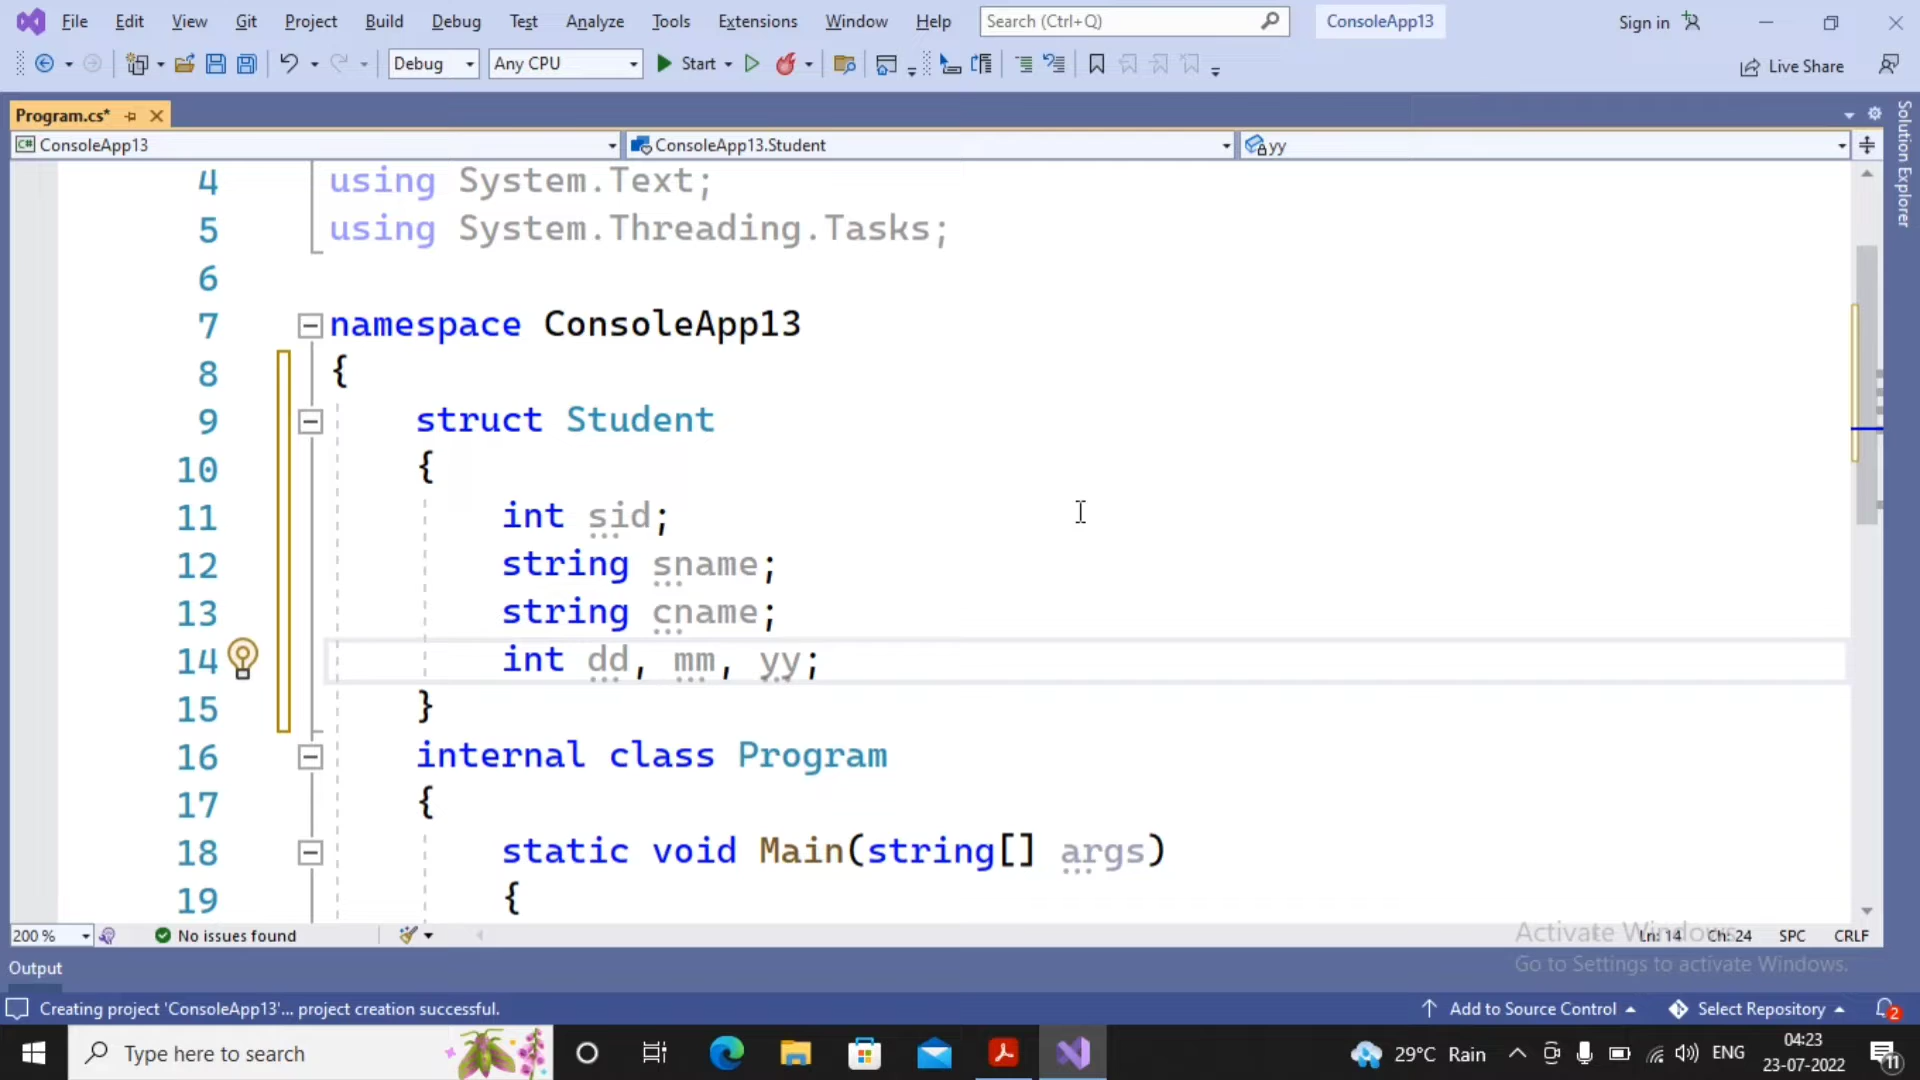 File Edit View Git Project Build Debug Test Analyze Tools Extensions Window Help Search (Ctrl+Q) ConsoleApp13 Sign in
Debug Any CPU Start Live Share
Program.cs*
ConsoleApp13 ConsoleApp13.Student yy
Solution Explorer
4 using System.Text;
5 using System.Threading.Tasks;
6
7 namespace ConsoleApp13
8 {
9 struct Student
10 {
11 int sid;
12 string sname;
13 string cname;
14 int dd, mm, yy;
15 }
16 internal class Program
17 {
18 static void Main(string[] args)
19 {
200 % No issues found Ln: 14 Ch: 24 SPC CRLF
Activate Windows
Go to Settings to activate Windows.
Output
Creating project 'ConsoleApp13'... project creation successful. Add to Source Control Select Repository 2
Type here to search 29°C Rain ENG 04:23
23-07-2022 11